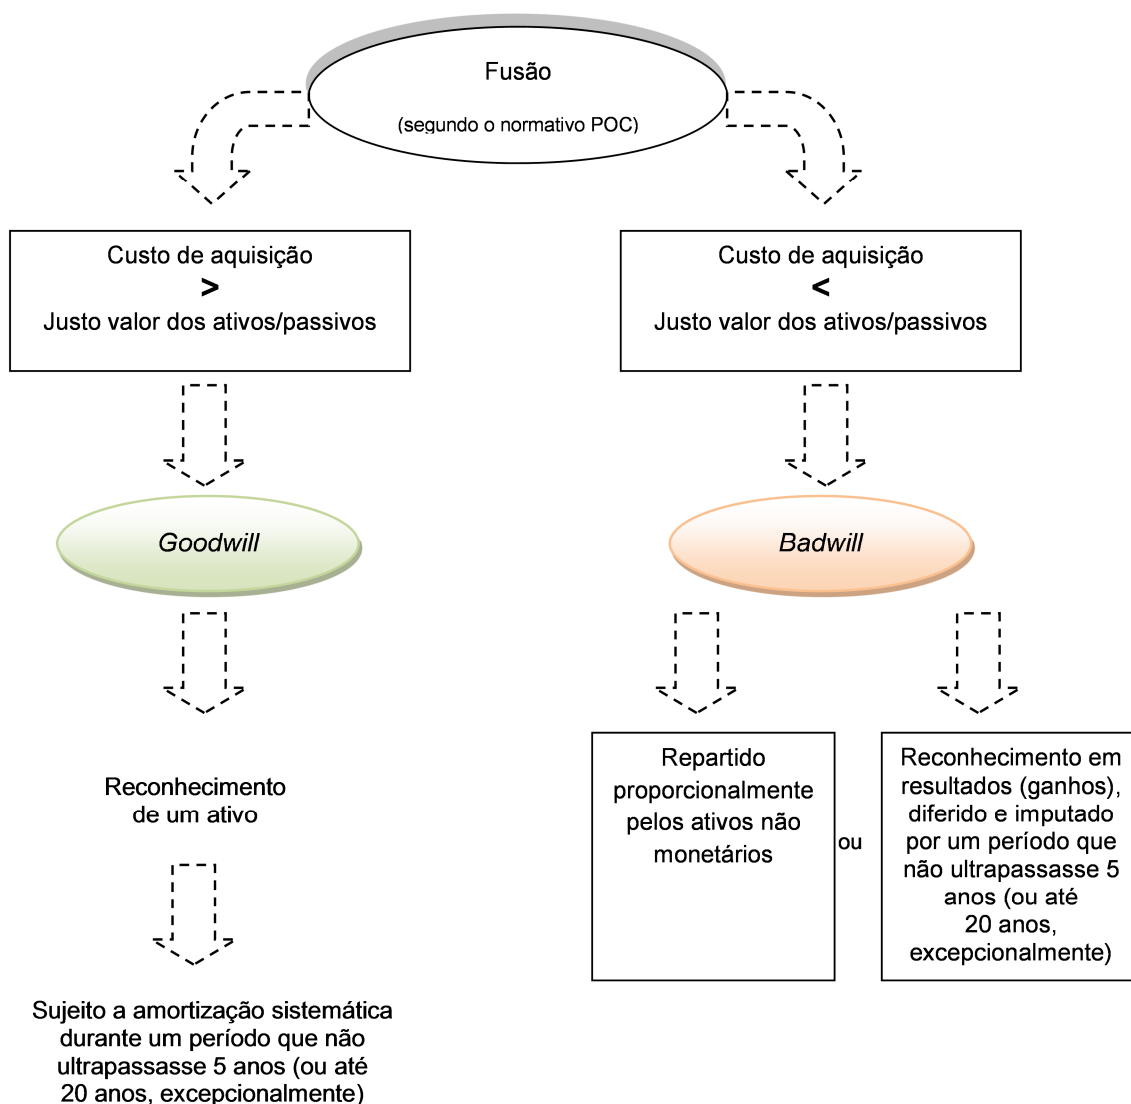 Fusão
(segundo o normativo POC)
Custo de aquisição
>
Justo valor dos ativos/passivos
Custo de aquisição
<
Justo valor dos ativos/passivos
Goodwill
Badwill
Reconhecimento
de um ativo
Sujeito a amortização sistemática
durante um período que não
ultrapassasse 5 anos (ou até
20 anos, excepcionalmente)
Repartido
proporcionalmente
pelos ativos não
monetários
ou
Reconhecimento em
resultados (ganhos),
diferido e imputado
por um período que
não ultrapassasse 5
anos (ou até
20 anos,
excepcionalmente)